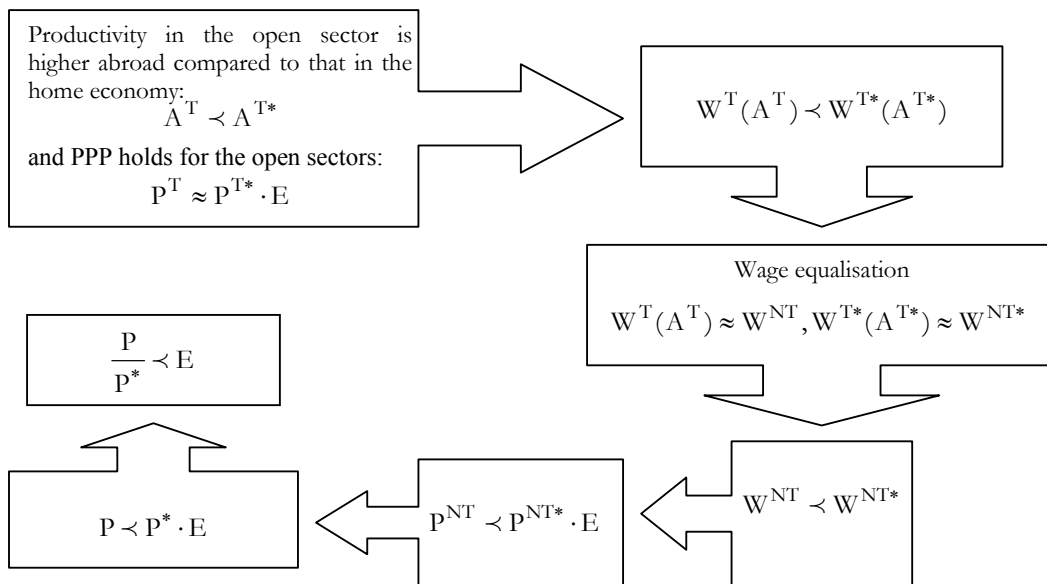 Productivity in the open sector is
higher abroad compared to that in the
home economy:
A^T ≺ A^T*
and PPP holds for the open sectors:
P^T ≈ P^T* · E
W^T(A^T) ≺ W^T*(A^T*)
Wage equalisation
W^T(A^T) ≈ W^NT, W^T*(A^T*) ≈ W^NT*
W^NT ≺ W^NT*
P^NT ≺ P^NT* · E
P ≺ P* · E
P/P* ≺ E